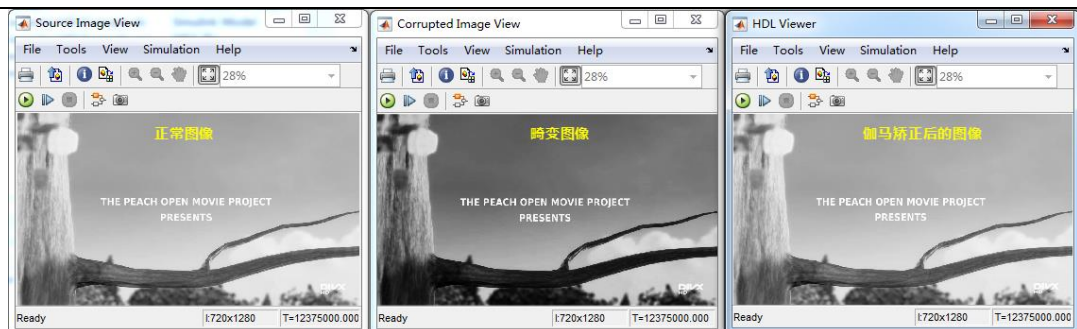 Source Image View
File Tools View Simulation Help
28%
正常图像
THE PEACH OPEN MOVIE PROJECT
PRESENTS
Ready I:720x1280 T=12375000.000
Corrupted Image View
File Tools View Simulation Help
28%
畸变图像
THE PEACH OPEN MOVIE PROJECT
PRESENTS
Ready I:720x1280 T=12375000.000
HDL Viewer
File Tools View Simulation Help
28%
伽马矫正后的图像
THE PEACH OPEN MOVIE PROJECT
PRESENTS
Ready I:720x1280 T=12375000.000